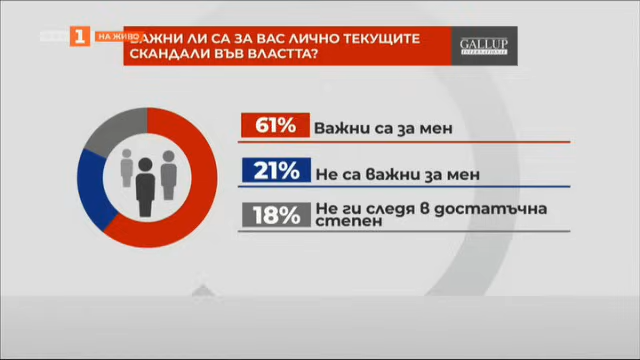 1
НА ЖИВО
ВАЖНИ ЛИ СА ЗА ВАС ЛИЧНО ТЕКУЩИТЕ
СКАНДАЛИ ВЪВ ВЛАСТТА?
GALLUP
INTERNATIONAL
61% Важни са за мен
21% Не са важни за мен
18% Не ги следя в достатъчна
степен